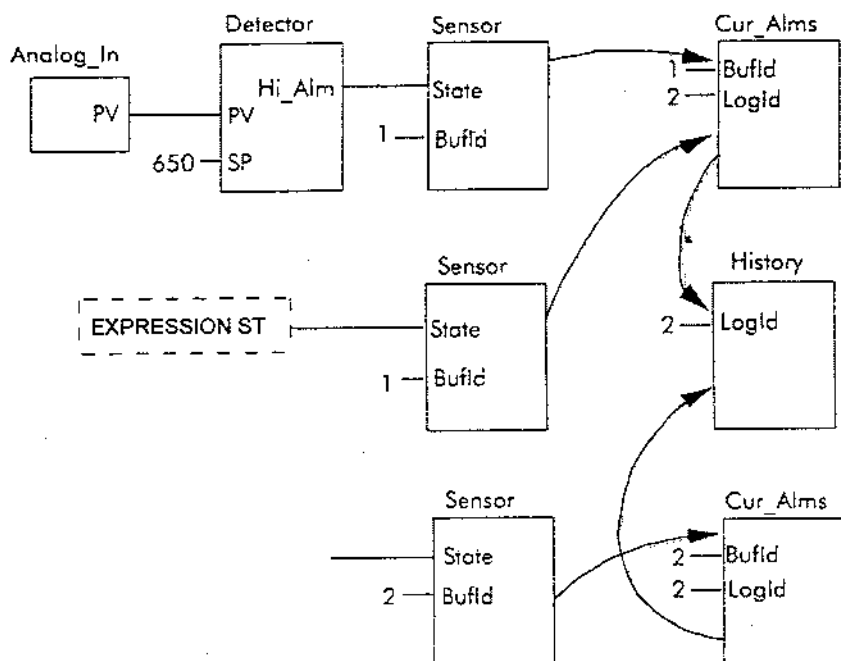 Sensor
Cur_Alms
Detector
Analog_In
PV
Hi_Alm
PV
650
SP
State
1
BufId
1
BufId
2
LogId
Sensor
EXPRESSION ST
State
1
BufId
History
2
LogId
Sensor
State
2
BufId
Cur_Alms
2
BufId
2
LogId